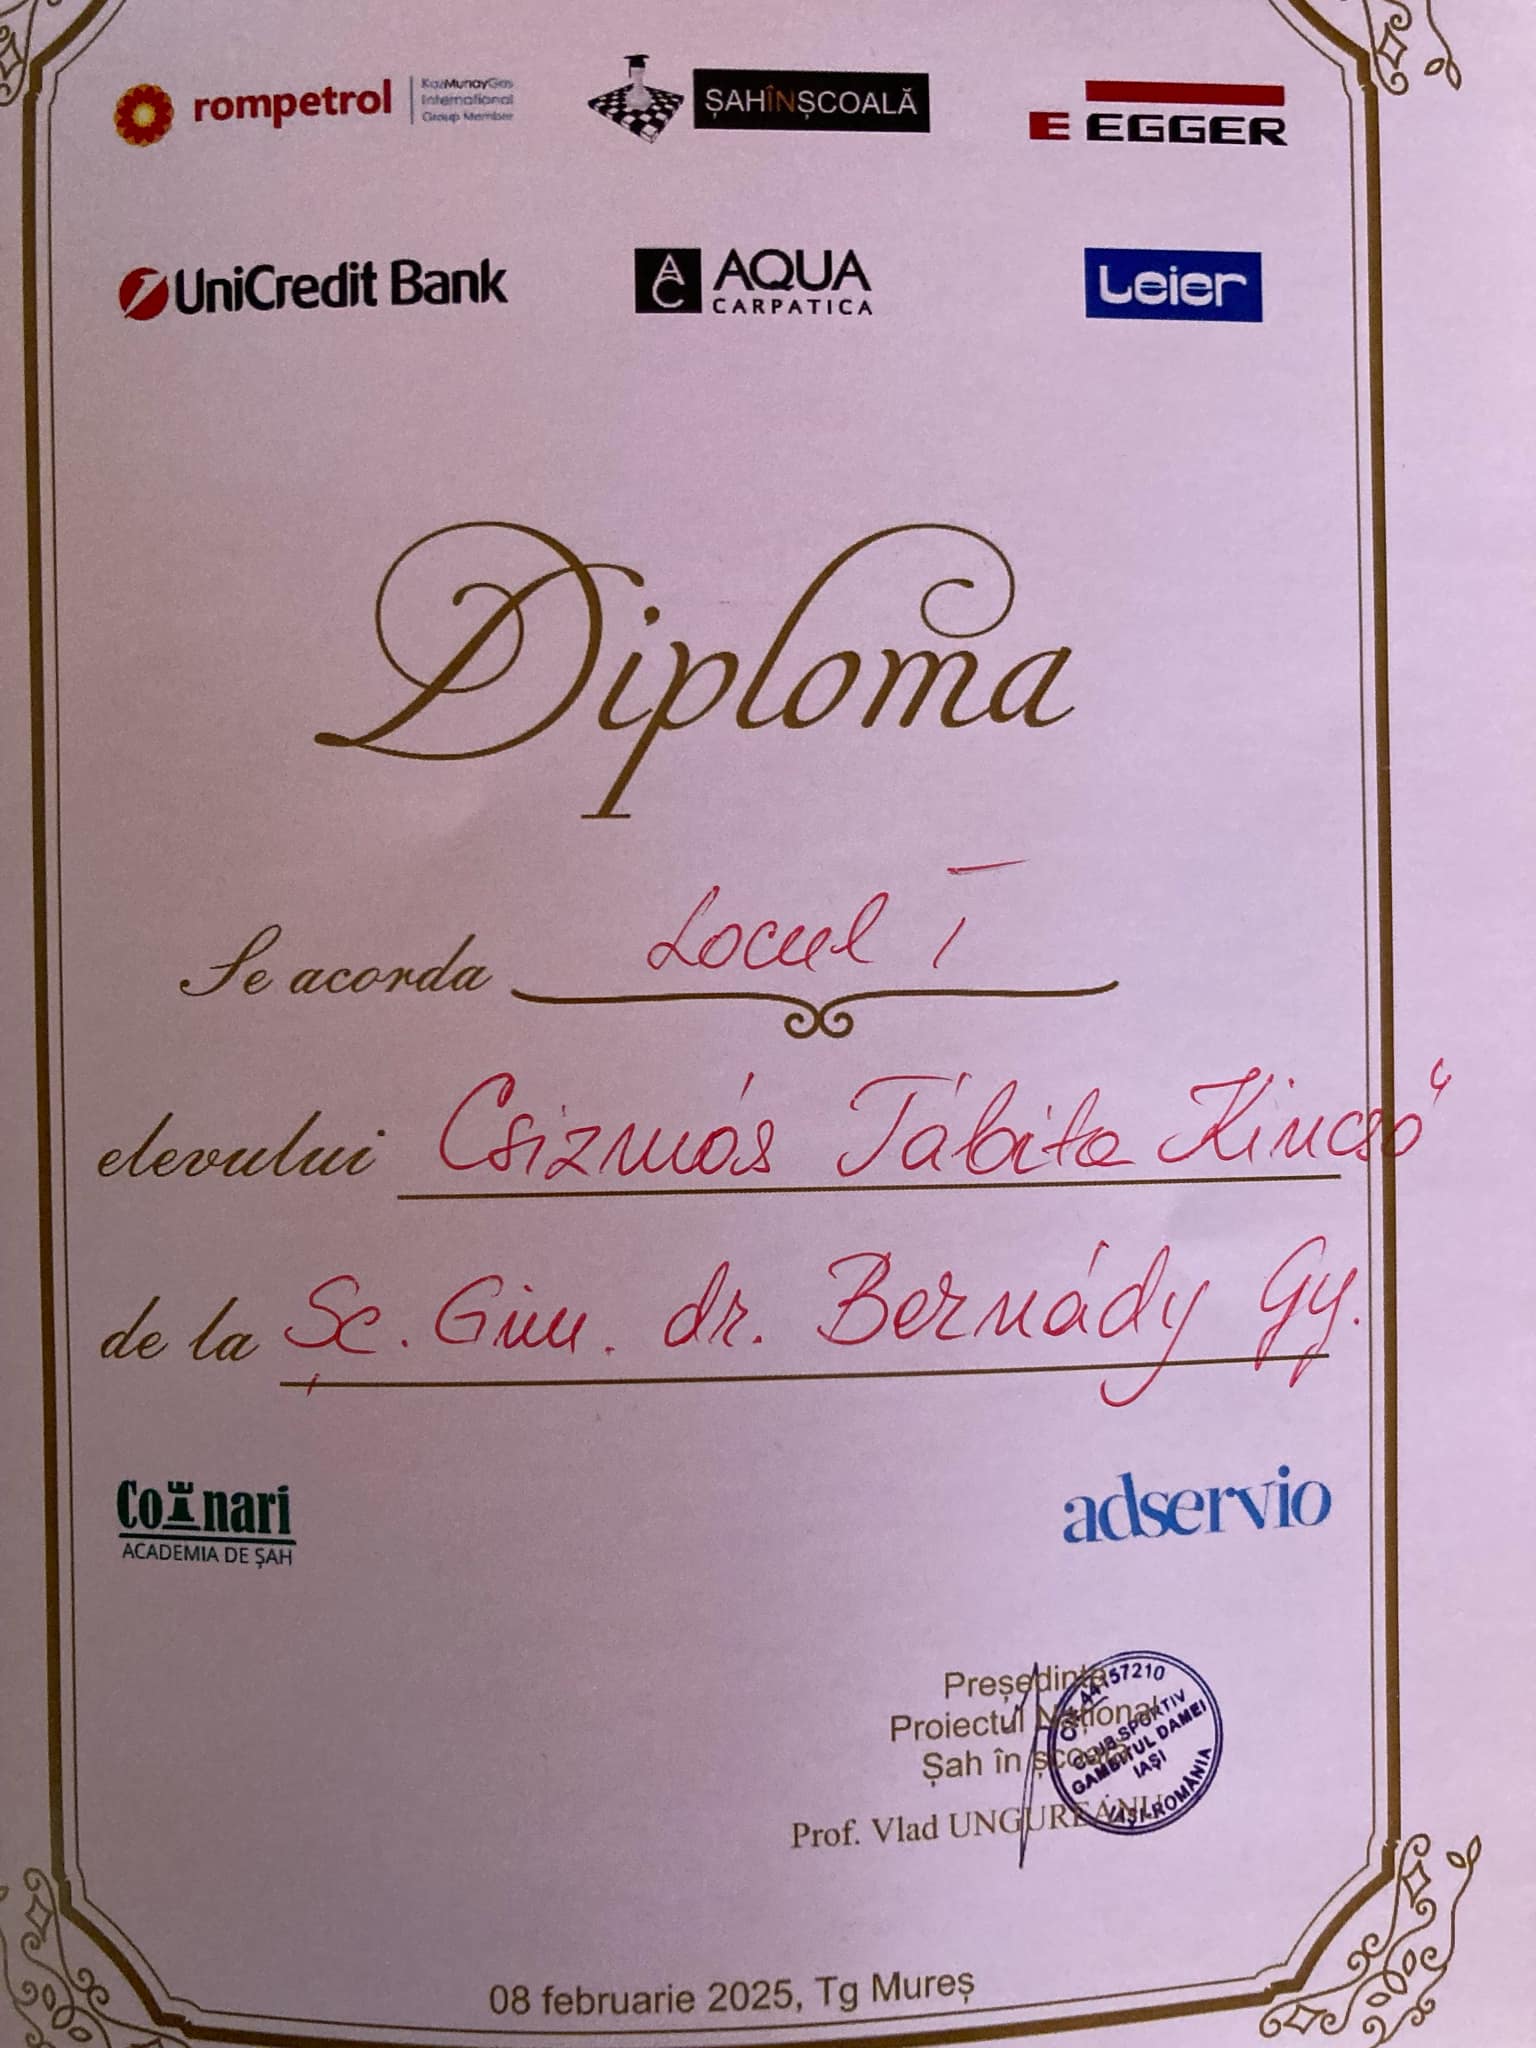 rompetrol KazMunayGas
International
Group Member
ȘAHÎNȘCOALĂ
E EGGER
UniCredit Bank
AC AQUA
CARPATICA
Leier
Diploma
Se acorda Locul I
elevului Csizmás Tábita Kincső
de la Șc. Gim. dr. Bernády Gy.
Cotnari
ACADEMIA DE ȘAH
adservio
Președinte
Proiectul Național
Șah în școală
Prof. Vlad UNGUREANU
44157210
CLUB SPORTIV
GAMBITUL DAMEI
IAȘI
IAȘI-ROMÂNIA
08 februarie 2025, Tg Mureș